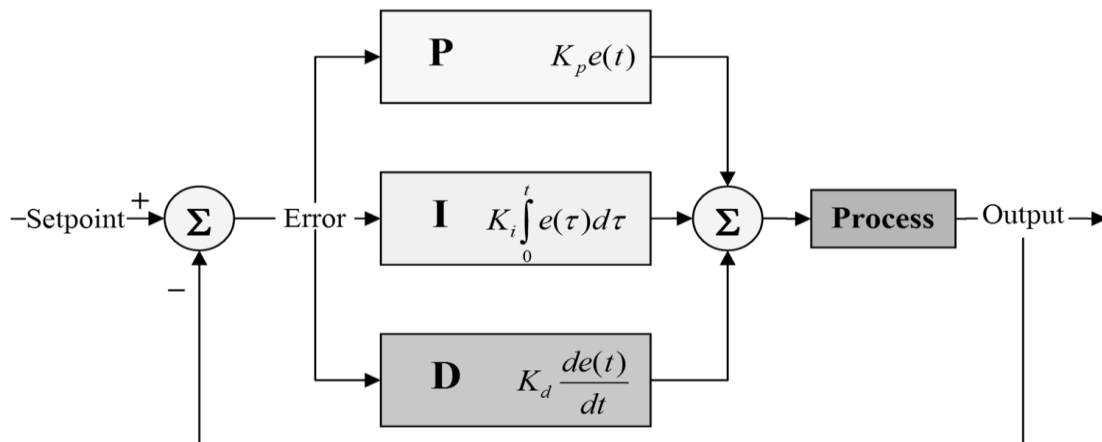 P K_p e(t)
–Setpoint + Σ Error I K_i ∫_0^t e(τ)dτ Σ Process Output
–
D K_d de(t)/dt